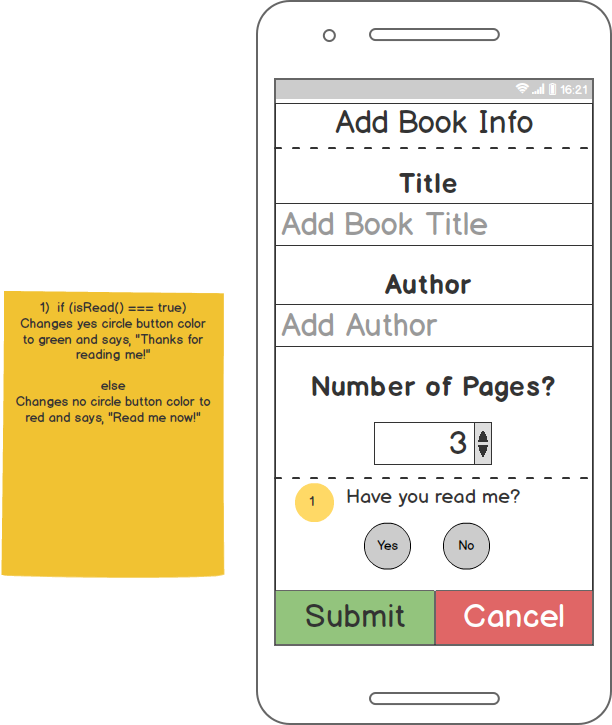 16:21
Add Book Info
Title
Add Book Title
Author
Add Author
Number of Pages?
3
1 Have you read me?
Yes No
Submit Cancel
1) if (isRead() === true)
Changes yes circle button color
to green and says, "Thanks for
reading me!"
else
Changes no circle button color to
red and says, "Read me now!"